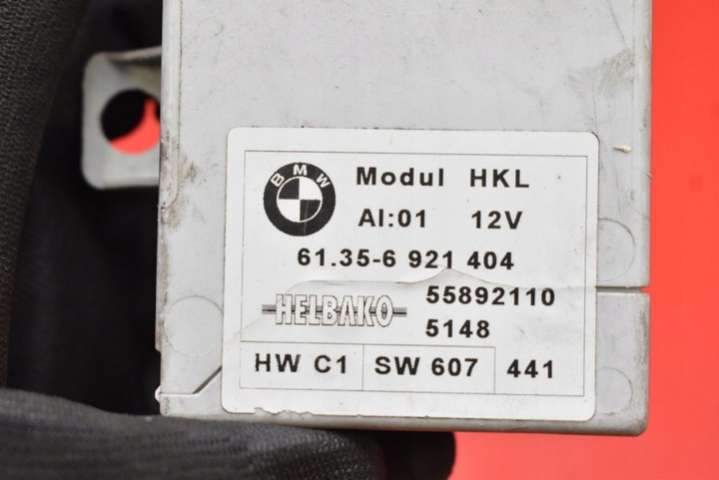 BMW
Modul HKL
AI:01 12V
61.35-6 921 404
HELBAKO 55892110
5148
HW C1 SW 607 441